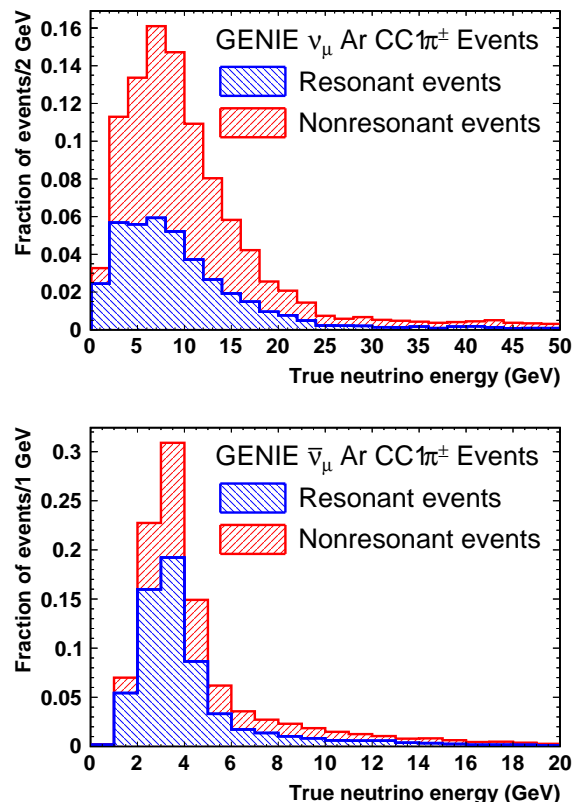 GENIE νμ Ar CC1π± Events
Resonant events
Nonresonant events
Fraction of events/2 GeV
0.16
0.14
0.12
0.1
0.08
0.06
0.04
0.02
0
0 5 10 15 20 25 30 35 40 45 50
True neutrino energy (GeV)
GENIE ν̅μ Ar CC1π± Events
Resonant events
Nonresonant events
Fraction of events/1 GeV
0.3
0.25
0.2
0.15
0.1
0.05
0
0 2 4 6 8 10 12 14 16 18 20
True neutrino energy (GeV)